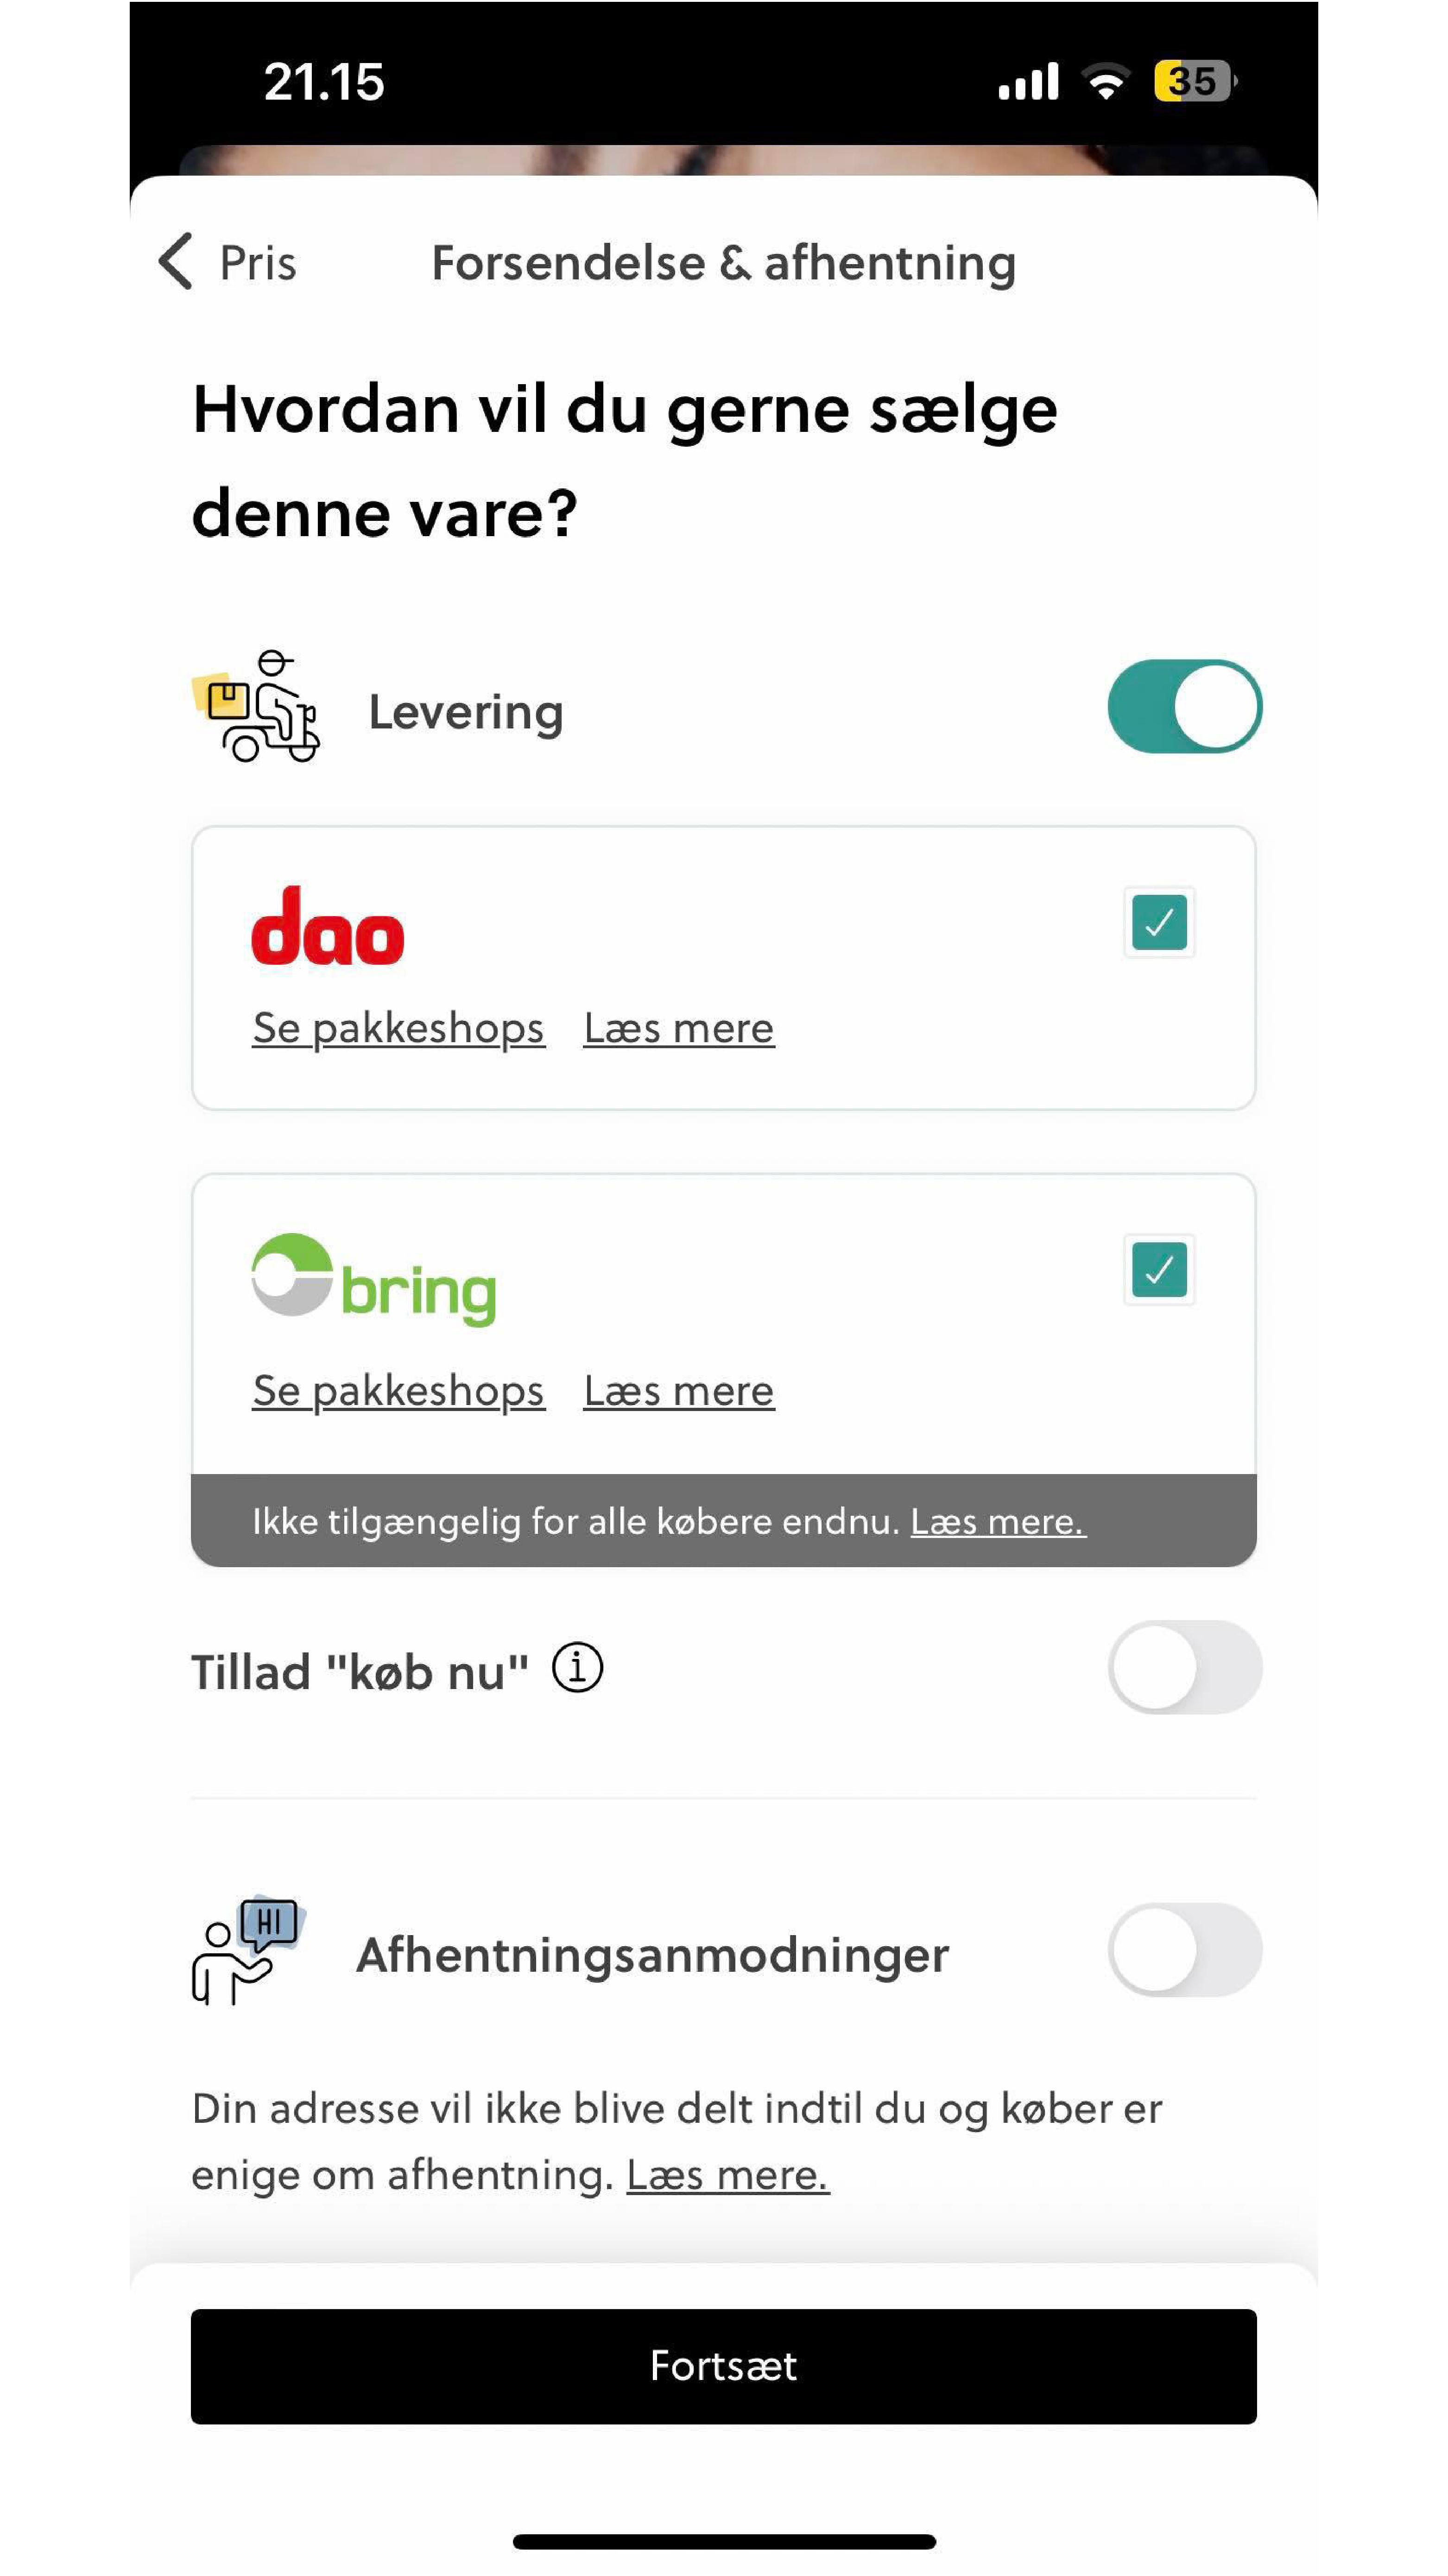 21.15
35
Pris
Forsendelse & afhentning
Hvordan vil du gerne sælge
denne vare?
Levering
dao
Se pakkeshops Læs mere
bring
Se pakkeshops Læs mere
Ikke tilgængelig for alle købere endnu. Læs mere.
Tillad "køb nu" i
HI
Afhentningsanmodninger
Din adresse vil ikke blive delt indtil du og køber er
enige om afhentning. Læs mere.
Fortsæt